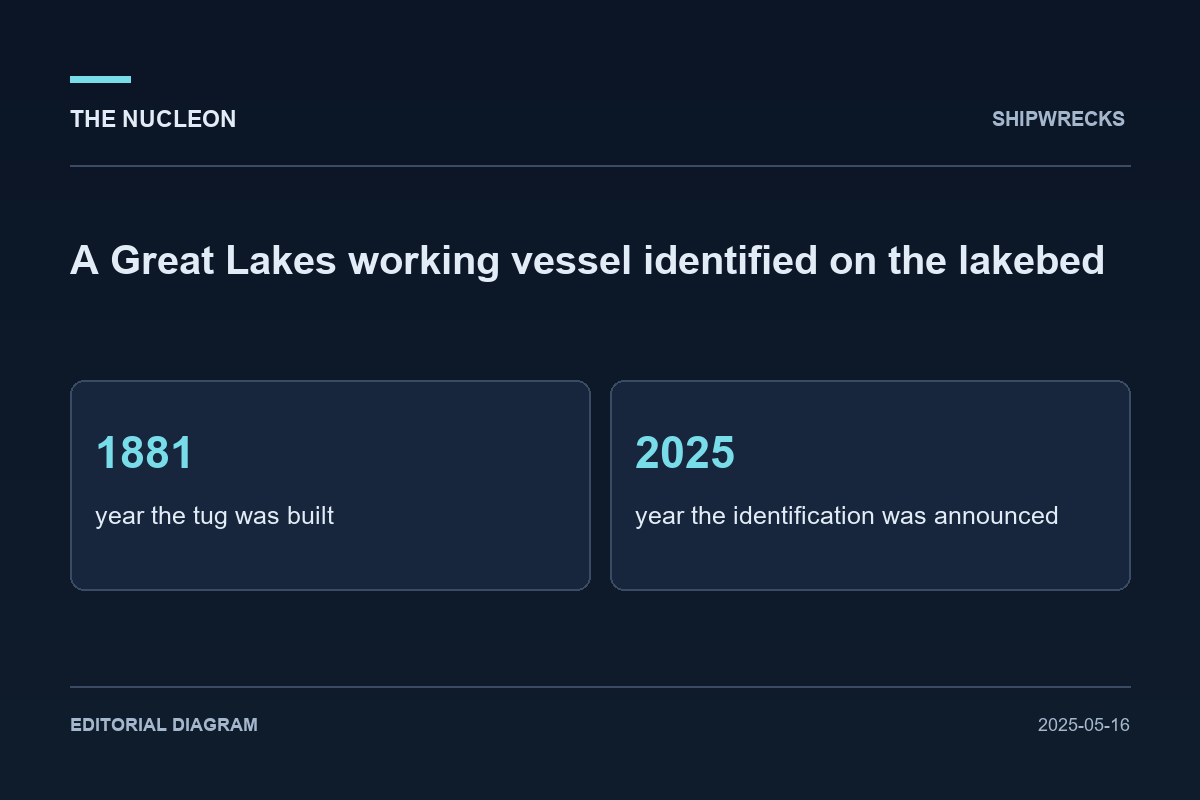 THE NUCLEON
SHIPWRECKS
A Great Lakes working vessel identified on the lakebed
1881
year the tug was built
2025
year the identification was announced
EDITORIAL DIAGRAM
2025-05-16